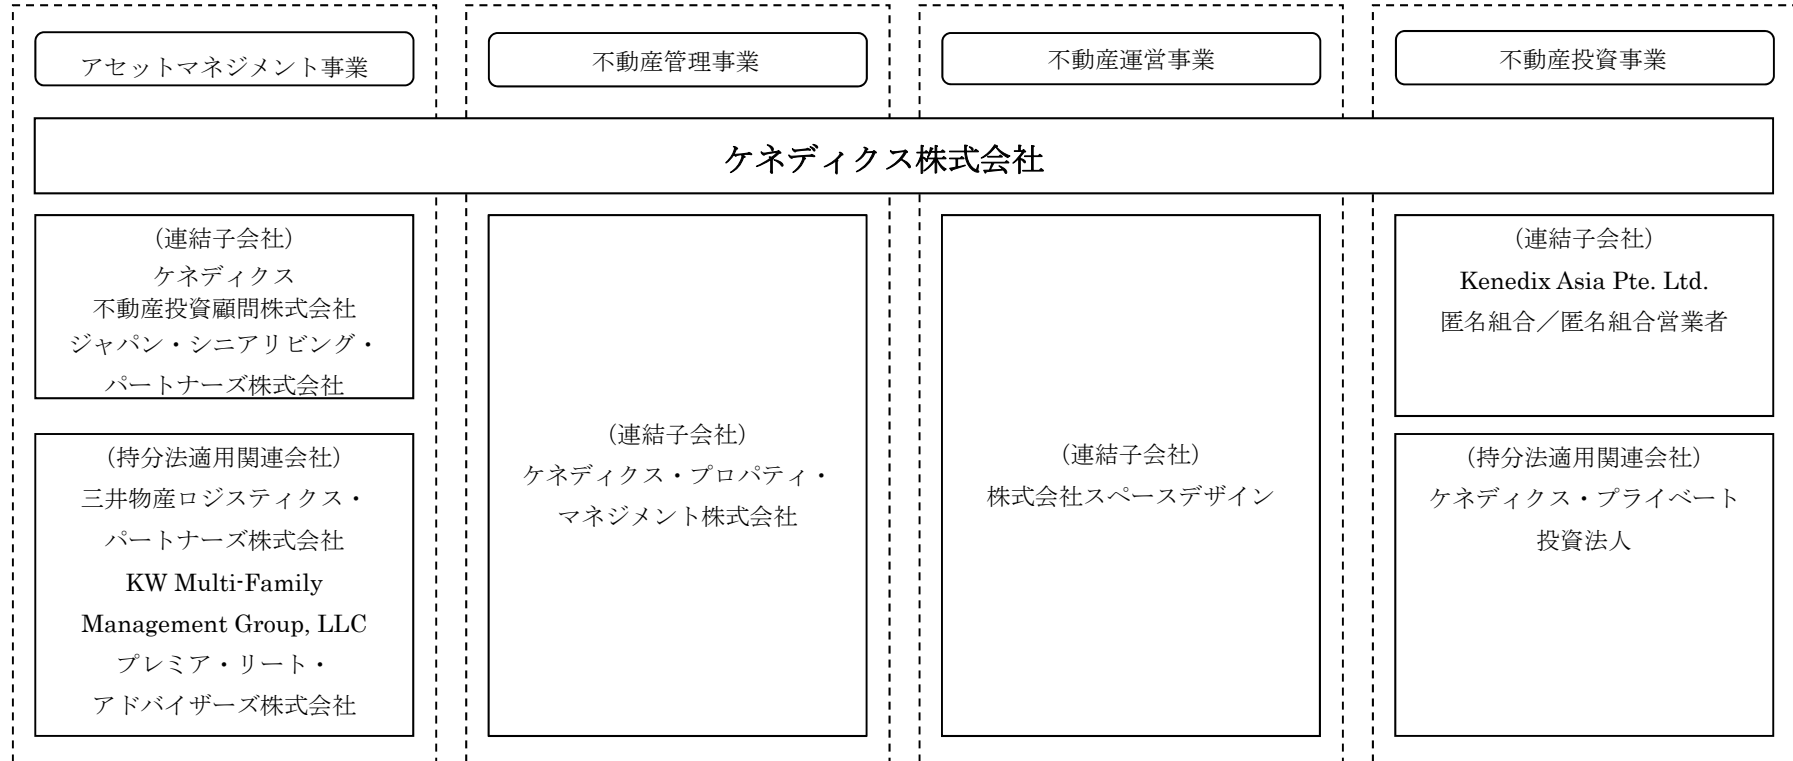 アセットマネジメント事業
不動産管理事業
不動産運営事業
不動産投資事業
ケネディクス株式会社
（連結子会社）
ケネディクス
不動産投資顧問株式会社
ジャパン・シニアリビング・
パートナーズ株式会社
（持分法適用関連会社）
三井物産ロジスティクス・
パートナーズ株式会社
KW Multi-Family
Management Group, LLC
プレミア・リート・
アドバイザーズ株式会社
（連結子会社）
ケネディクス・プロパティ・
マネジメント株式会社
（連結子会社）
株式会社スペースデザイン
（連結子会社）
Kenedix Asia Pte. Ltd.
匿名組合／匿名組合営業者
（持分法適用関連会社）
ケネディクス・プライベート
投資法人